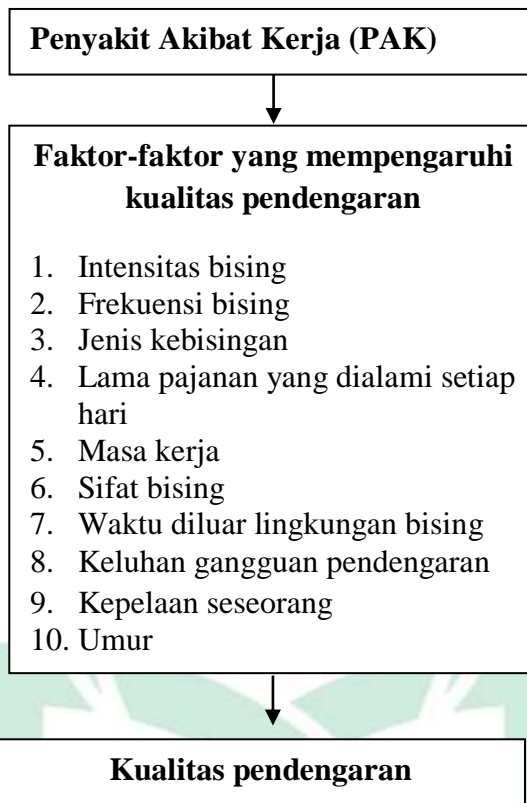 Penyakit Akibat Kerja (PAK)
Faktor-faktor yang mempengaruhi
kualitas pendengaran
1. Intensitas bising
2. Frekuensi bising
3. Jenis kebisingan
4. Lama pajanan yang dialami setiap
hari
5. Masa kerja
6. Sifat bising
7. Waktu diluar lingkungan bising
8. Keluhan gangguan pendengaran
9. Kepelaan seseorang
10. Umur
Kualitas pendengaran